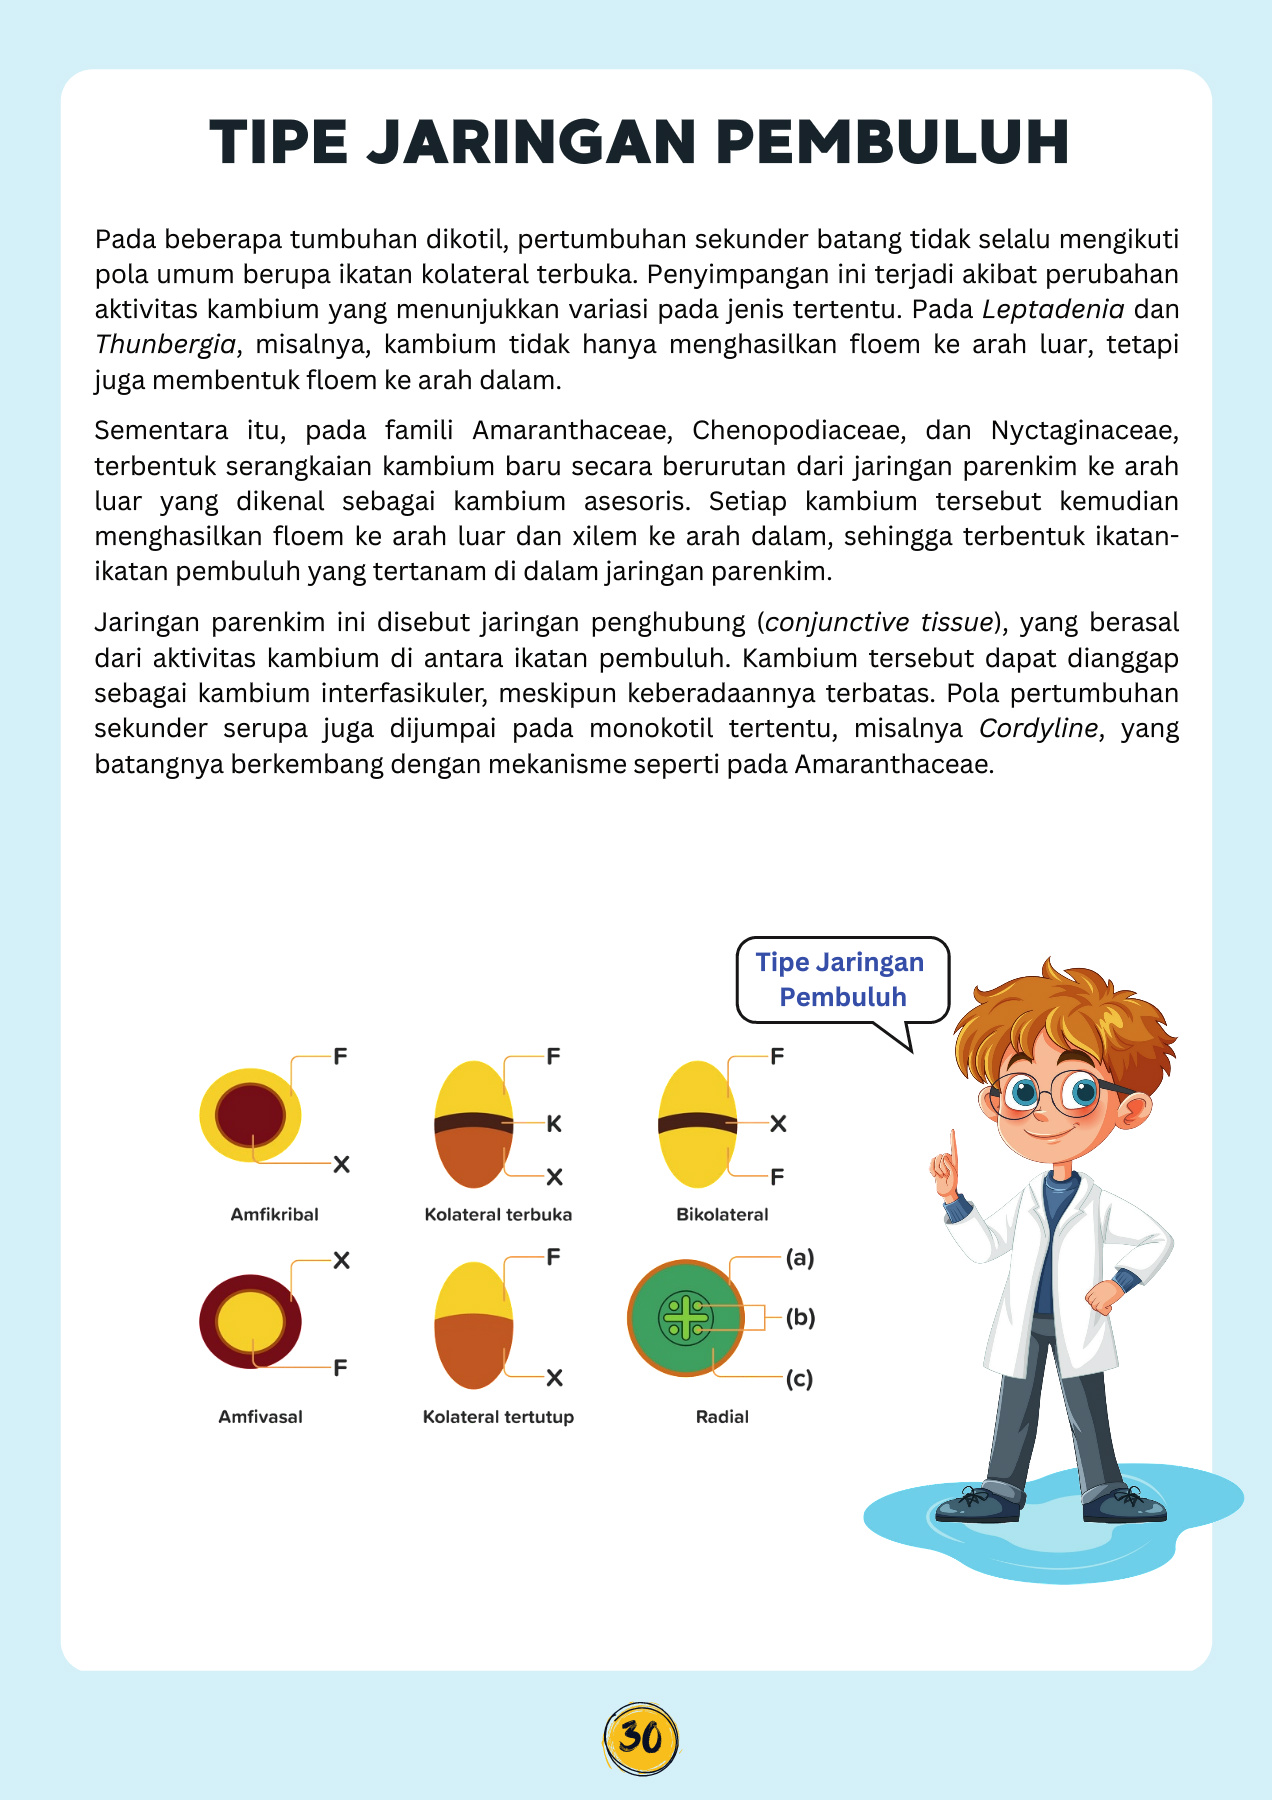 TIPE JARINGAN PEMBULUH
Pada beberapa tumbuhan dikotil, pertumbuhan sekunder batang tidak selalu mengikuti
pola umum berupa ikatan kolateral terbuka. Penyimpangan ini terjadi akibat perubahan
aktivitas kambium yang menunjukkan variasi pada jenis tertentu. Pada Leptadenia dan
Thunbergia, misalnya, kambium tidak hanya menghasilkan floem ke arah luar, tetapi
juga membentuk floem ke arah dalam.
Sementara itu, pada famili Amaranthaceae, Chenopodiaceae, dan Nyctaginaceae,
terbentuk serangkaian kambium baru secara berurutan dari jaringan parenkim ke arah
luar yang dikenal sebagai kambium asesoris. Setiap kambium tersebut kemudian
menghasilkan floem ke arah luar dan xilem ke arah dalam, sehingga terbentuk ikatan-
ikatan pembuluh yang tertanam di dalam jaringan parenkim.
Jaringan parenkim ini disebut jaringan penghubung (conjunctive tissue), yang berasal
dari aktivitas kambium di antara ikatan pembuluh. Kambium tersebut dapat dianggap
sebagai kambium interfasikuler, meskipun keberadaannya terbatas. Pola pertumbuhan
sekunder serupa juga dijumpai pada monokotil tertentu, misalnya Cordyline, yang
batangnya berkembang dengan mekanisme seperti pada Amaranthaceae.
Tipe Jaringan
Pembuluh
F
X
Amfikribal
F
K
X
Kolateral terbuka
F
X
F
Bikolateral
X
F
Amfivasal
F
X
Kolateral tertutup
(a)
(b)
(c)
Radial
30